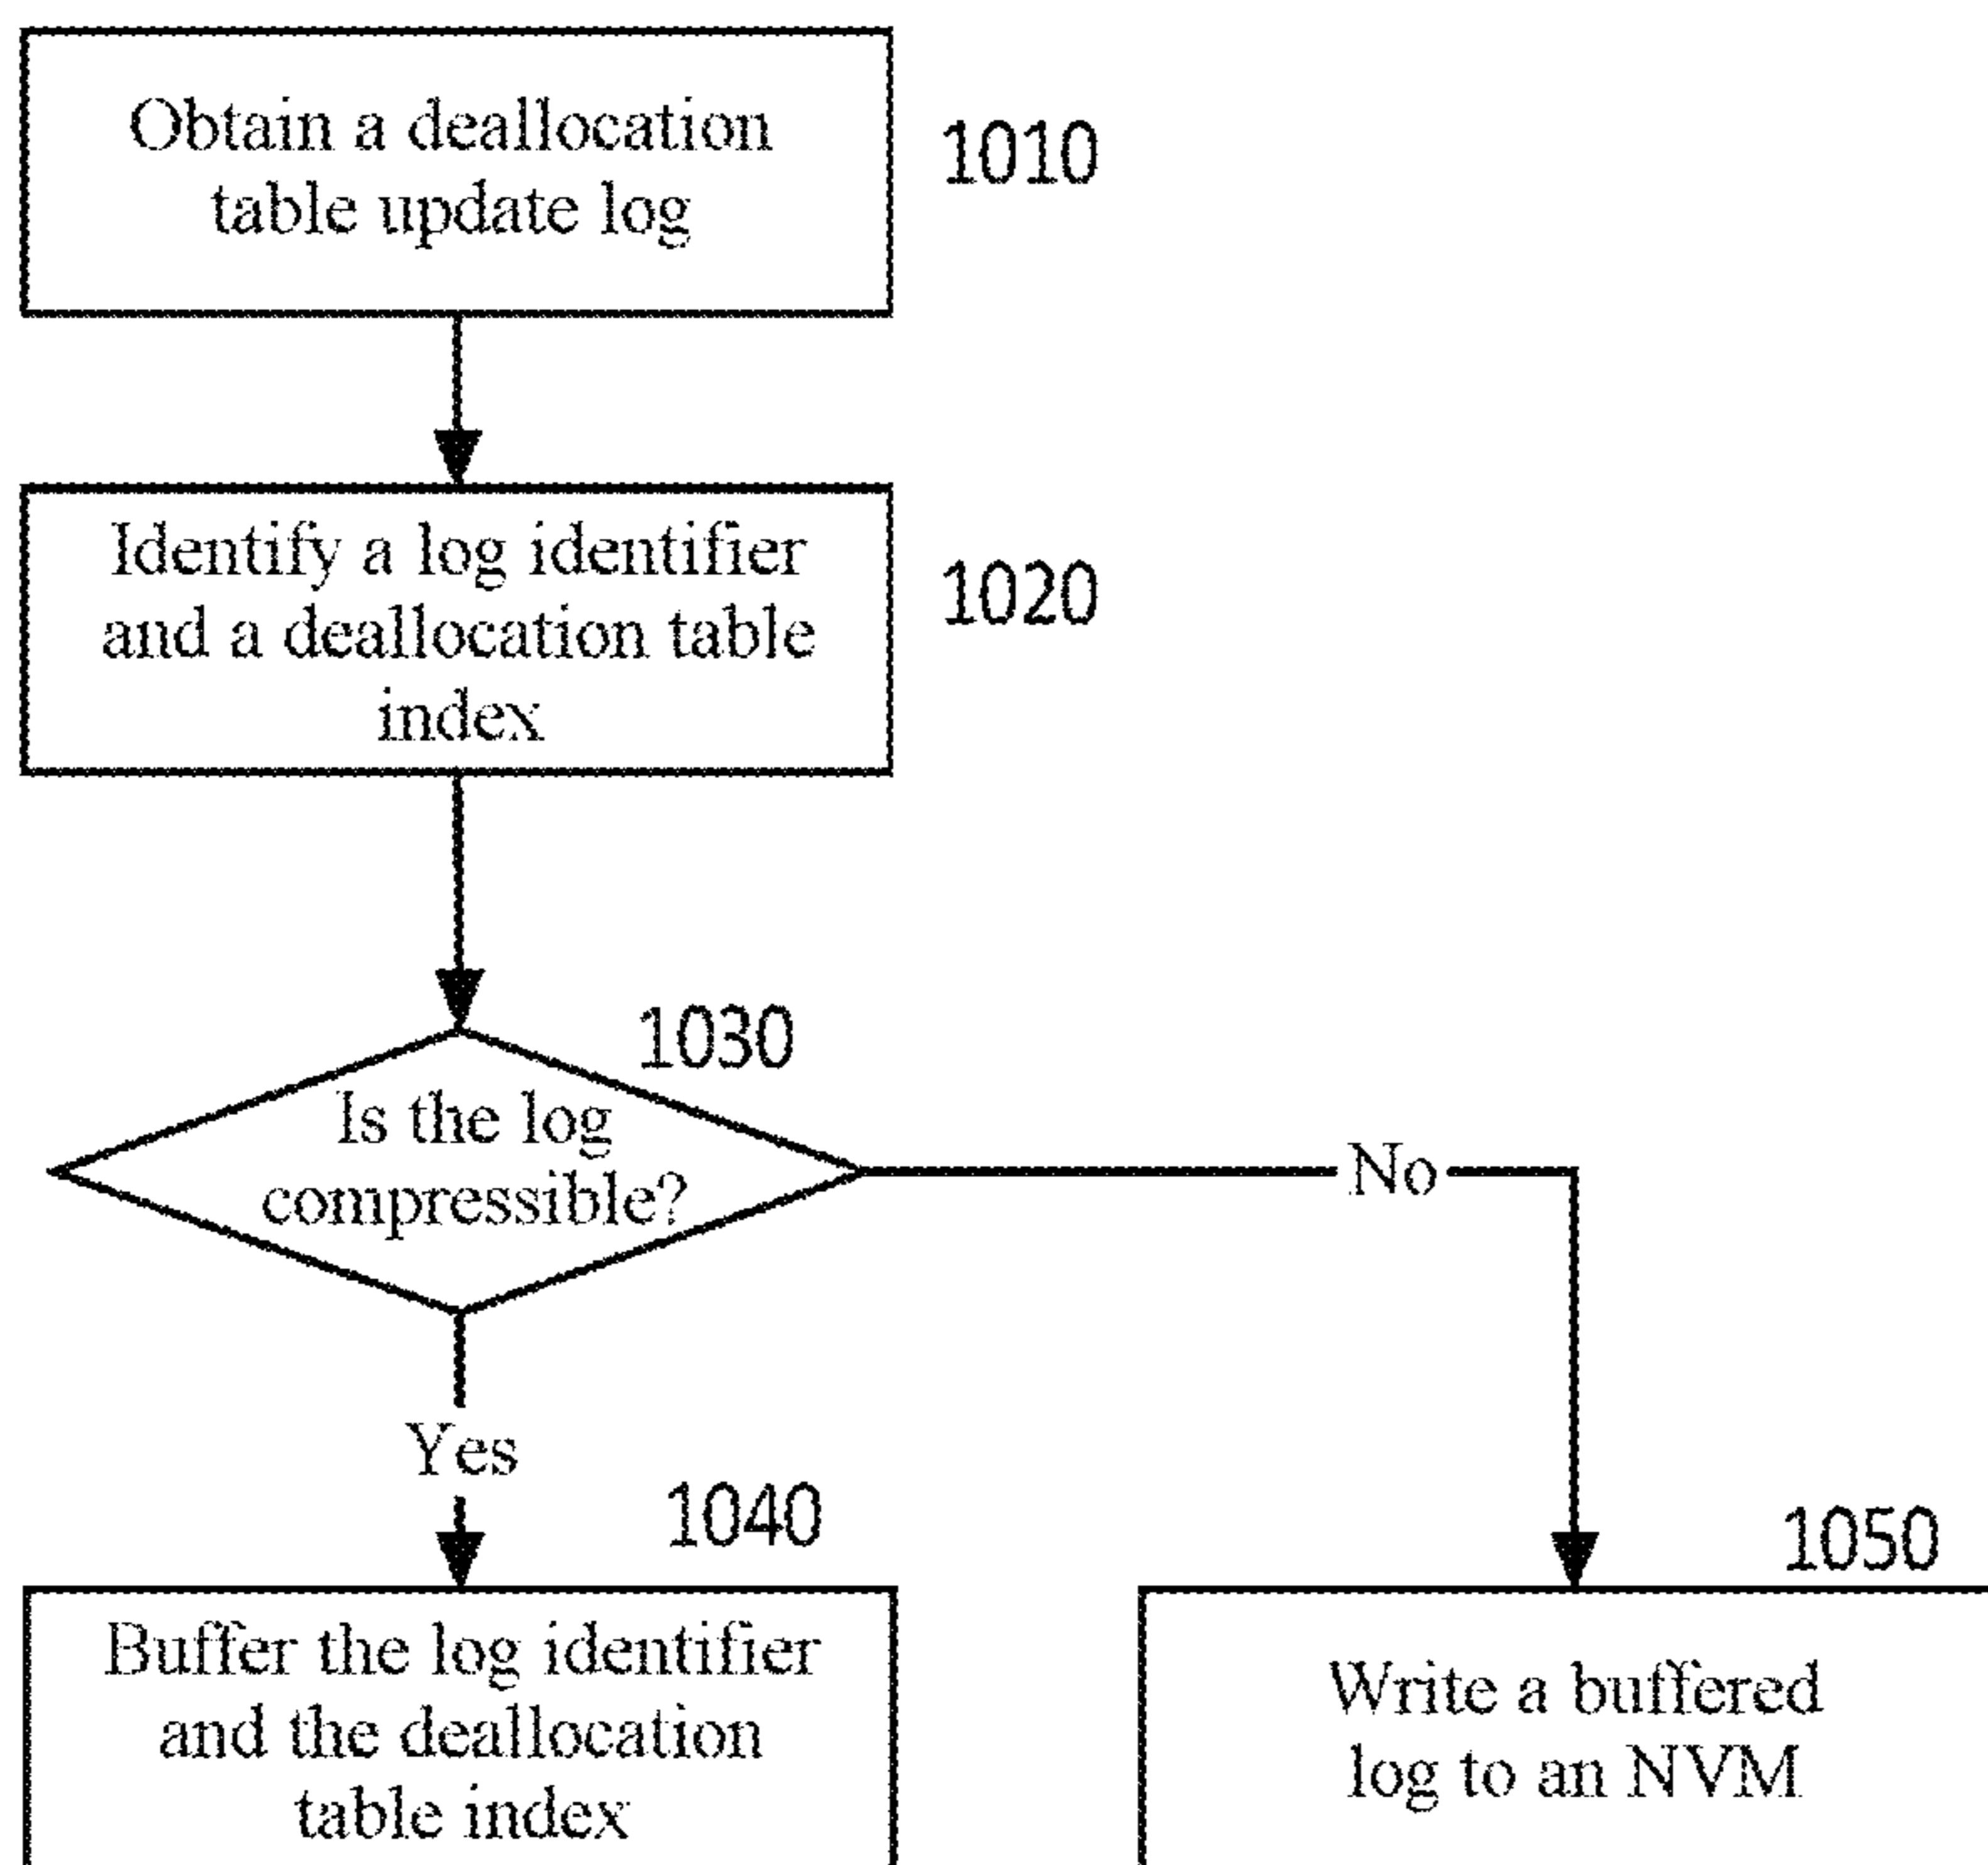 Obtain a deallocation
table update log
1010
Identify a log identifier
and a deallocation table
index
1020
1030
Is the log
compressible?
No
Yes
1040
1050
Buffer the log identifier
and the deallocation
table index
Write a buffered
log to an NVM